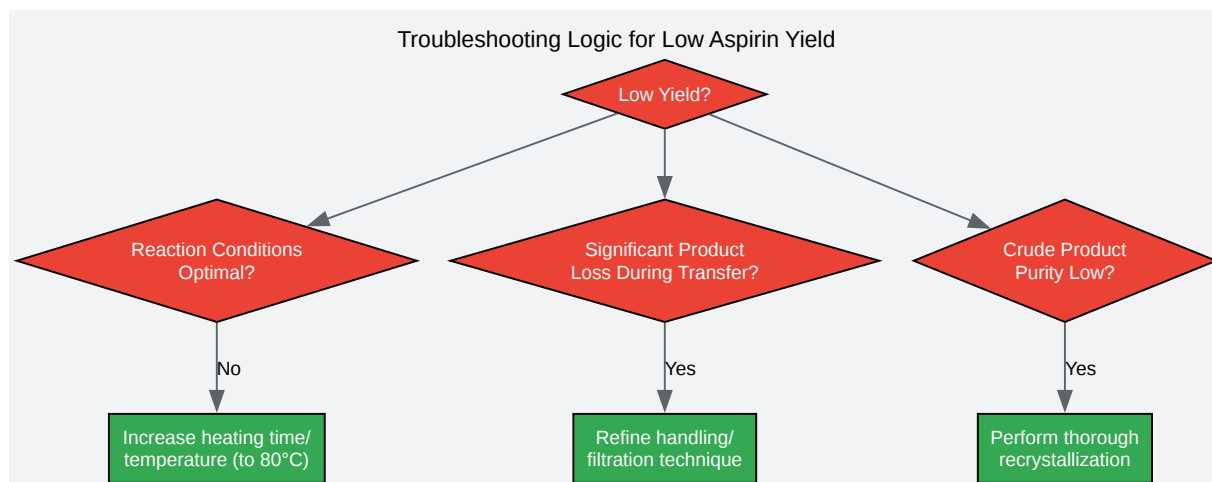 Troubleshooting Logic for Low Aspirin Yield
Low Yield?
Reaction Conditions
Optimal?
Significant Product
Loss During Transfer?
Crude Product
Purity Low?
No
Yes
Yes
Increase heating time/
temperature (to 80°C)
Refine handling/
filtration technique
Perform thorough
recrystallization